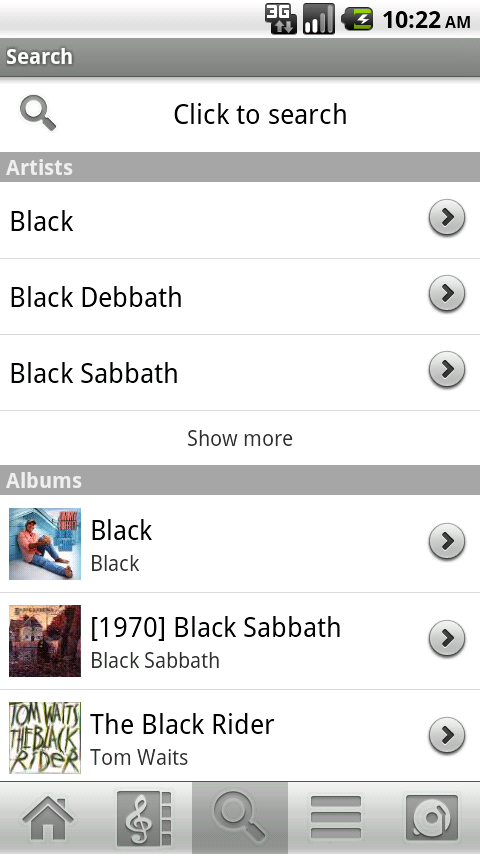 3G 10:22 AM
Search
Click to search
Artists
Black
Black Debbath
Black Sabbath
Show more
Albums
Black
Black
[1970] Black Sabbath
Black Sabbath
TOM WAITS
THE BLACK
RIDER
The Black Rider
Tom Waits